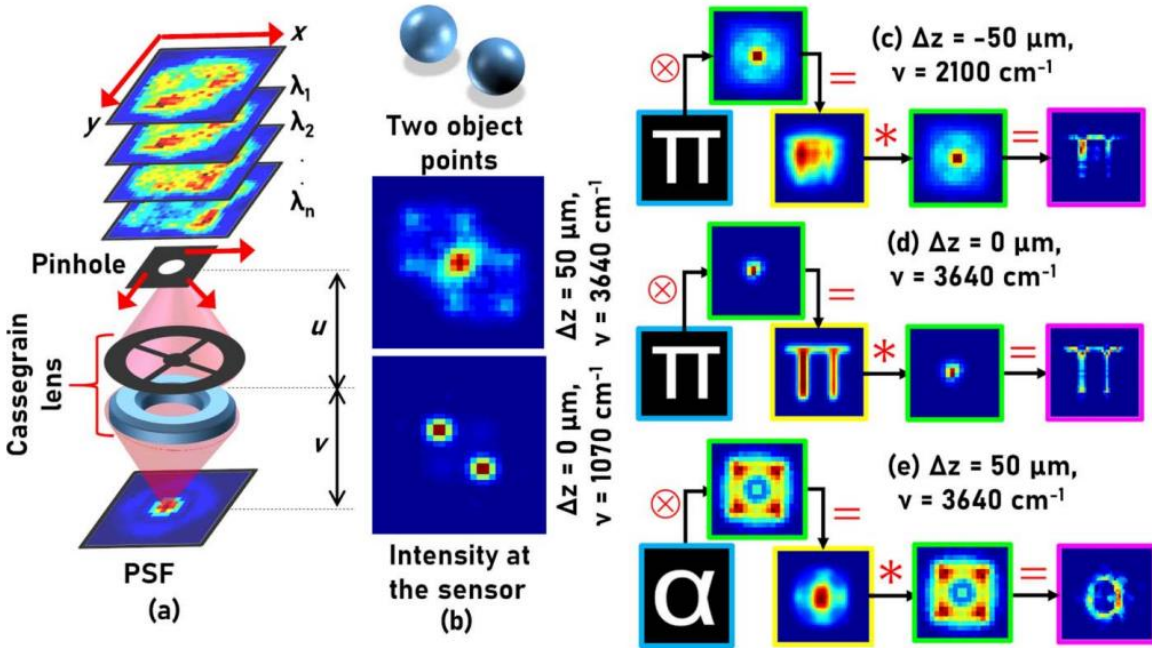 x
y
λ1
λ2
.
.
λn
Pinhole
u
Cassegrain
lens
v
PSF
(a)
Two object
points
Δz = 50 µm,
ν = 3640 cm⁻¹
Δz = 0 µm,
ν = 1070 cm⁻¹
Intensity at
the sensor
(b)
(c) Δz = -50 µm,
ν = 2100 cm⁻¹
⊗
=
π
*
=
(d) Δz = 0 µm,
ν = 3640 cm⁻¹
⊗
=
π
*
=
(e) Δz = 50 µm,
ν = 3640 cm⁻¹
⊗
=
α
*
=